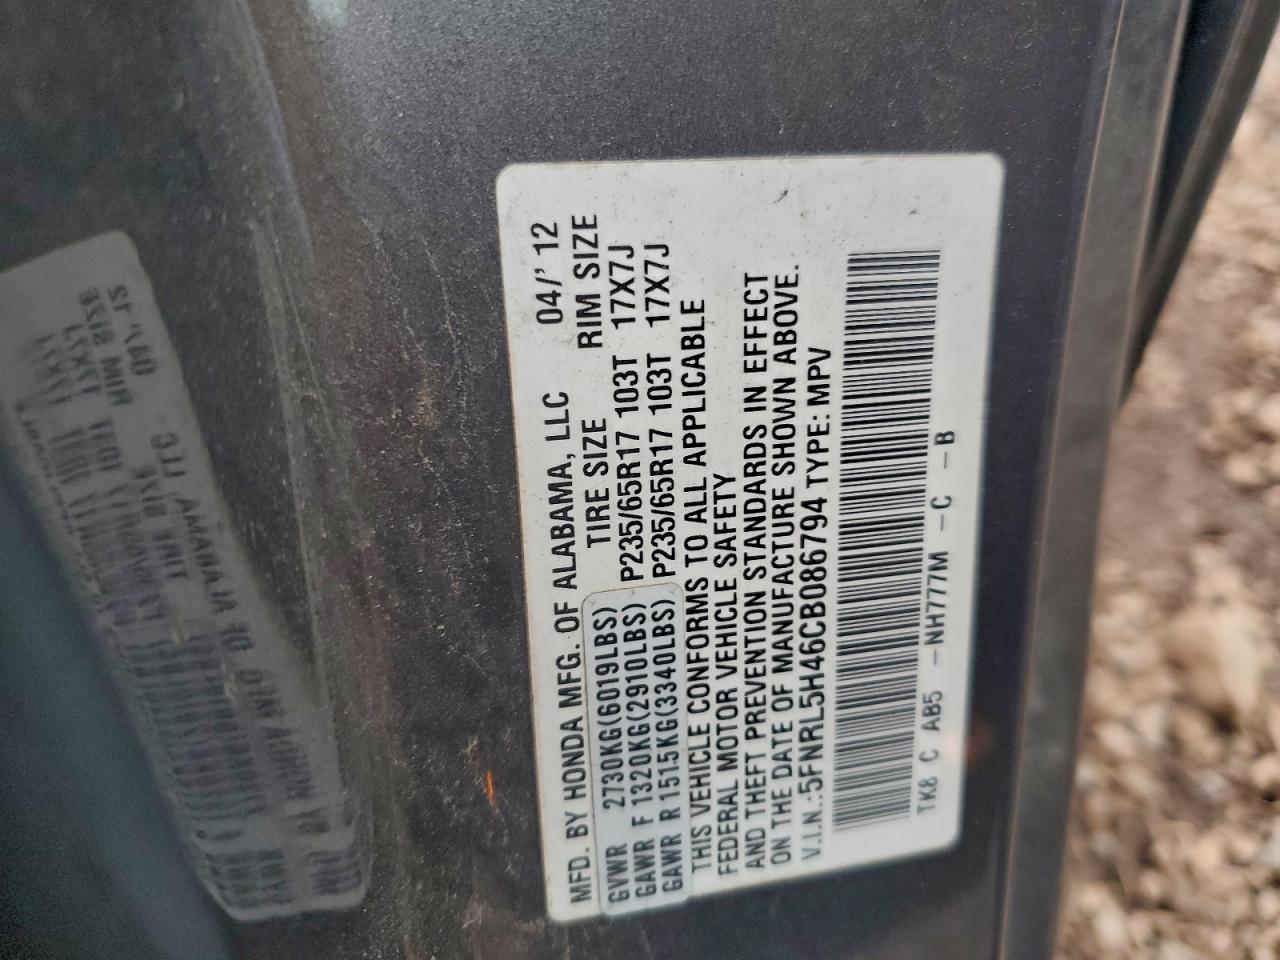 MFD. BY HONDA MFG. OF ALABAMA, LLC 04/'12
TIRE SIZE RIM SIZE
GVWR 2730KG(6019LBS)
GAWR F 1320KG(2910LBS) P235/65R17 103T 17X7J
GAWR R 1515KG(3340LBS) P235/65R17 103T 17X7J
THIS VEHICLE CONFORMS TO ALL APPLICABLE
FEDERAL MOTOR VEHICLE SAFETY
AND THEFT PREVENTION STANDARDS IN EFFECT
ON THE DATE OF MANUFACTURE SHOWN ABOVE.
V.I.N.:5FNRL5H46CB086794 TYPE: MPV
TK8 C AB5 -NH777M -C -B